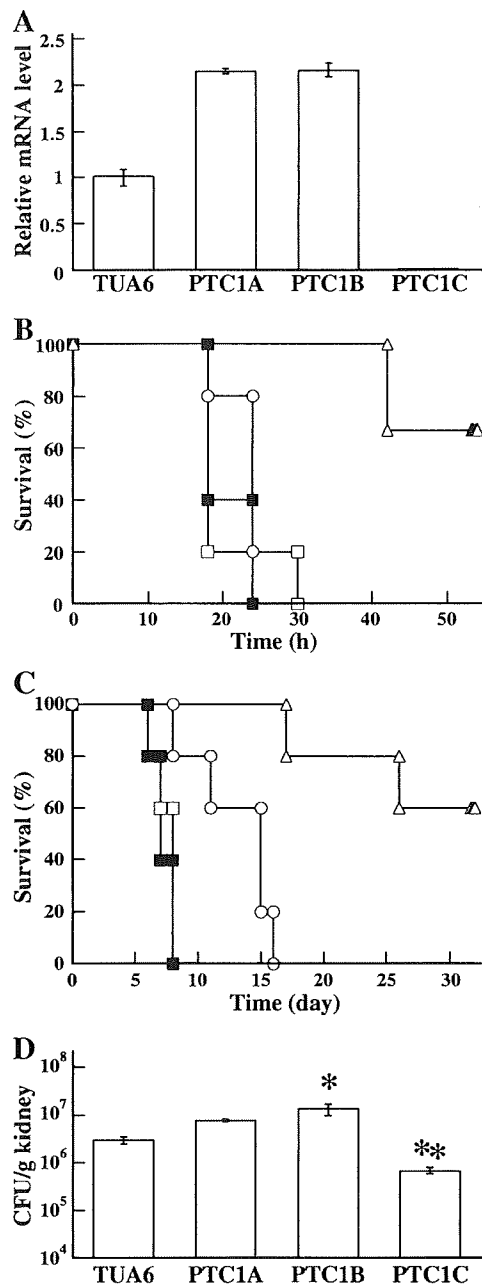 A
Relative mRNA level
2.5
2
1.5
1
0.5
0
TUA6 PTC1A PTC1B PTC1C
B
Survival (%)
100
80
60
40
20
0
0 10 20 30 40 50
Time (h)
C
Survival (%)
100
80
60
40
20
0
0 5 10 15 20 25 30
Time (day)
D
CFU/g kidney
10⁸
10⁷
10⁶
10⁵
10⁴
*
**
TUA6 PTC1A PTC1B PTC1C